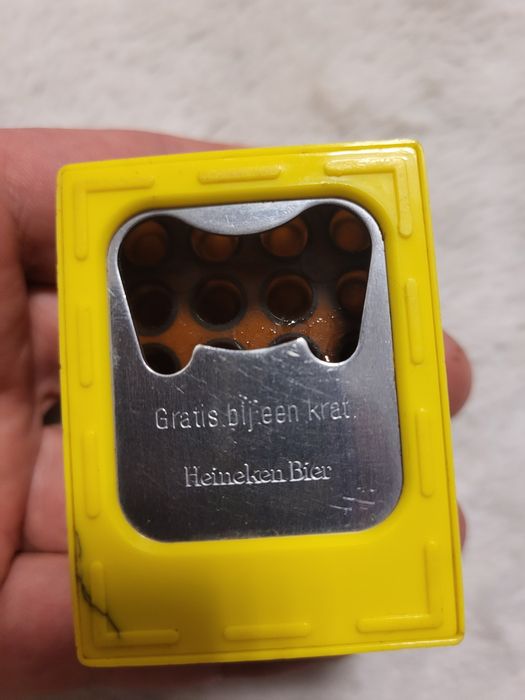 Gratis bij een krat.
Heineken Bier